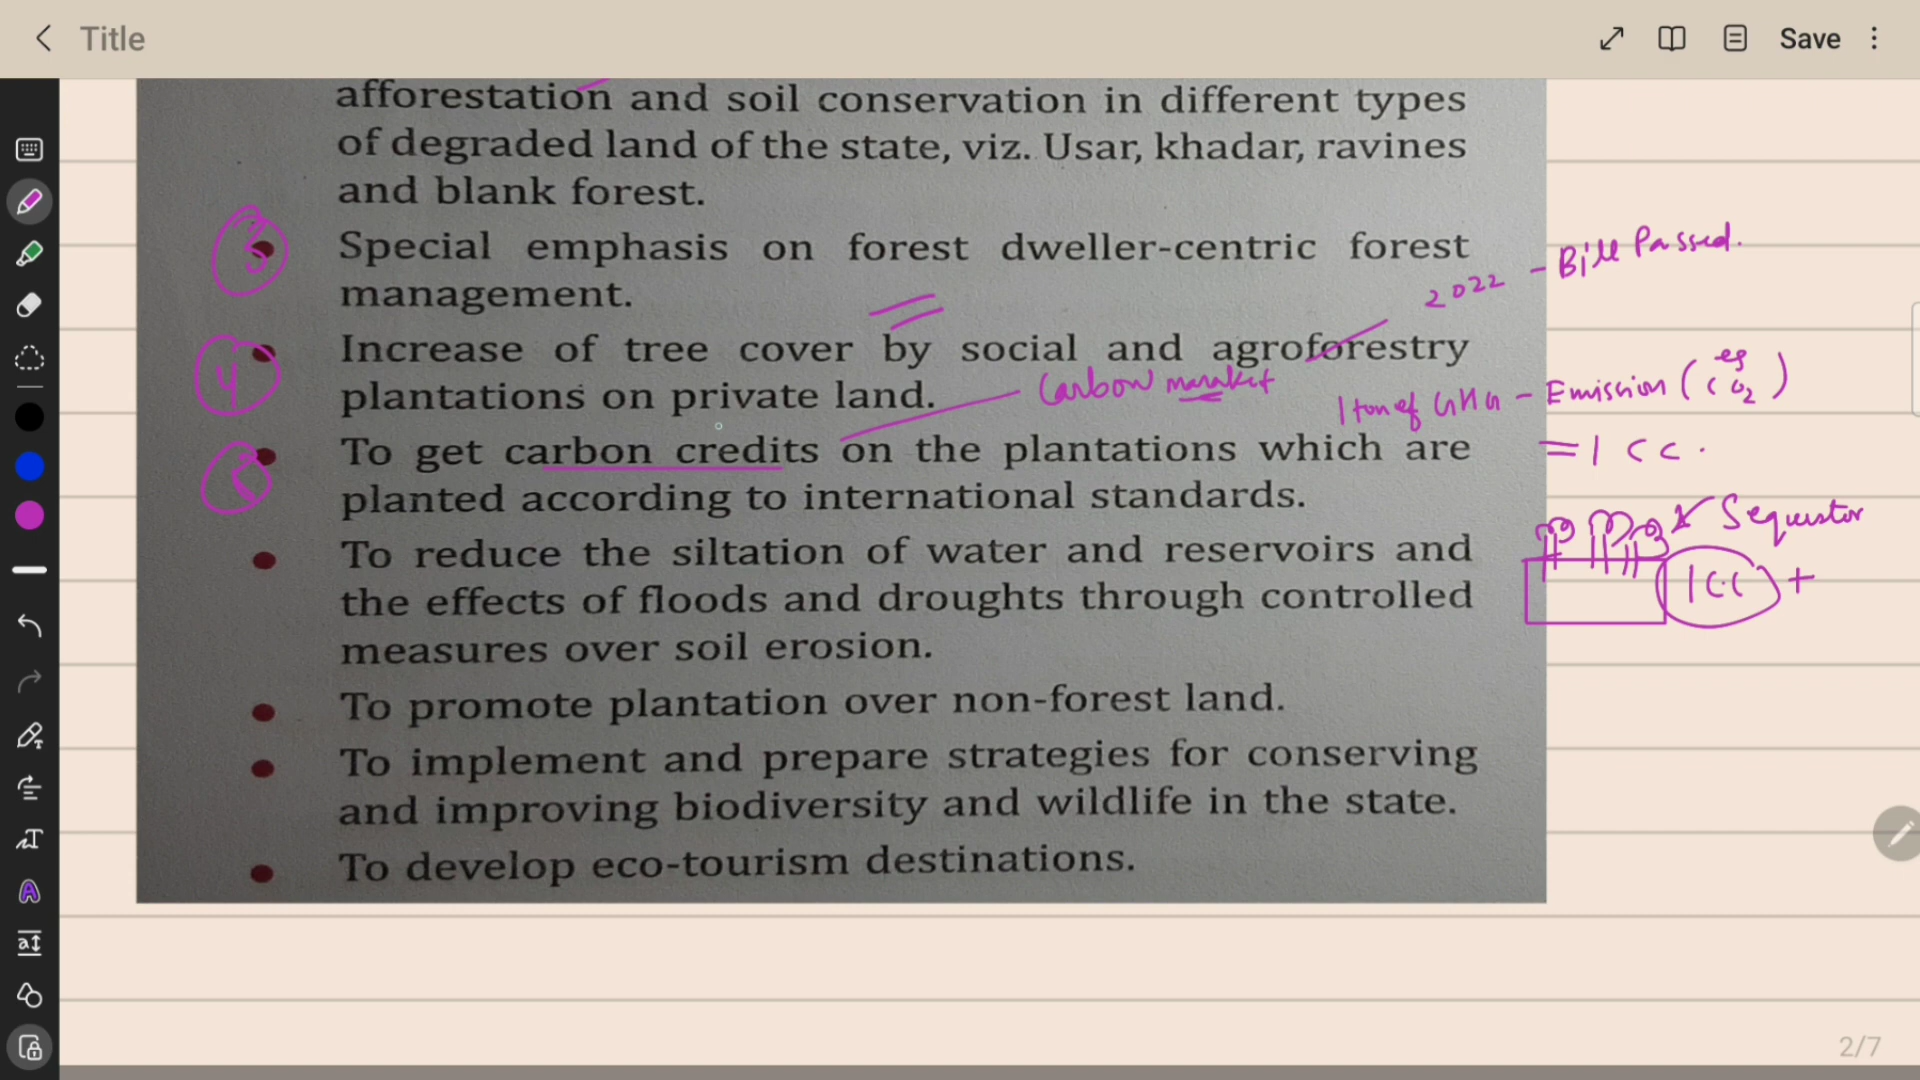 Title
Save
afforestation and soil conservation in different types
of degraded land of the state, viz. Usar, khadar, ravines
and blank forest.
3
Special emphasis on forest dweller-centric forest
management.
2022 - Bill Passed.
4
Increase of tree cover by social and agroforestry
plantations on private land.
Carbon
1 ton of GHG - Emission (eg CO2)
= 1 CC.
To get carbon credits on the plantations which are
planted according to international standards.
1CC +
To reduce the siltation of water and reservoirs and
the effects of floods and droughts through controlled
measures over soil erosion.
To promote plantation over non-forest land.
To implement and prepare strategies for conserving
and improving biodiversity and wildlife in the state.
To develop eco-tourism destinations.
2/7